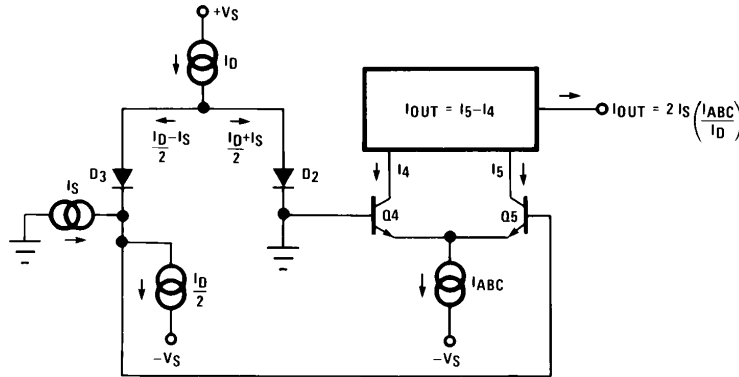 +VS
ID
IOUT = I5-I4
IOUT = 2 IS (IABC/ID)
ID/2 -IS
ID/2 +IS
I4
I5
D3
D2
IS
Q4
Q5
ID/2
IABC
-VS
-VS